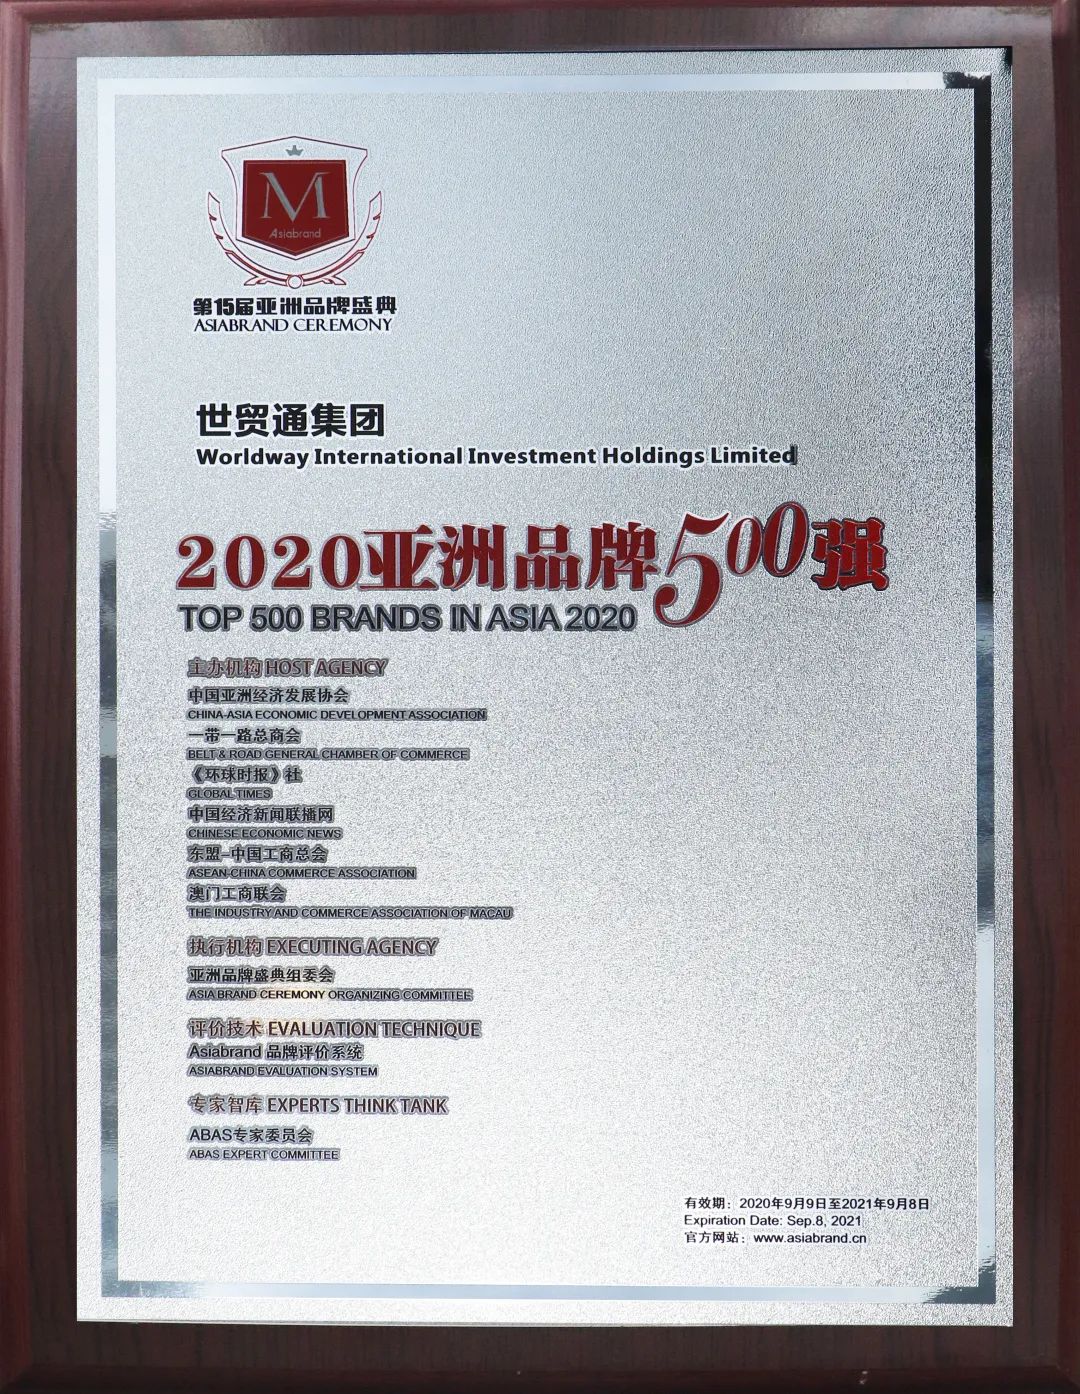 M
Asiabrand
第15届亚洲品牌盛典
ASIABRAND CEREMONY
世贸通集团
Worldway International Investment Holdings Limited
2020亚洲品牌500强
TOP 500 BRANDS IN ASIA 2020
主办机构 HOST AGENCY
中国亚洲经济发展协会
CHINA-ASIA ECONOMIC DEVELOPMENT ASSOCIATION
一带一路总商会
BELT & ROAD GENERAL CHAMBER OF COMMERCE
《环球时报》社
GLOBAL TIMES
中国经济新闻联播网
CHINESE ECONOMIC NEWS
东盟-中国工商总会
ASEAN-CHINA COMMERCE ASSOCIATION
澳门工商联会
THE INDUSTRY AND COMMERCE ASSOCIATION OF MACAU
执行机构 EXECUTING AGENCY
亚洲品牌盛典组委会
ASIA BRAND CEREMONY ORGANIZING COMMITTEE
评价技术 EVALUATION TECHNIQUE
Asiabrand 品牌评价系统
ASIABRAND EVALUATION SYSTEM
专家智库 EXPERTS THINK TANK
ABAS专家委员会
ABAS EXPERT COMMITTEE
有效期：2020年9月9日至2021年9月8日
Expiration Date: Sep.8, 2021
官方网站：www.asiabrand.cn